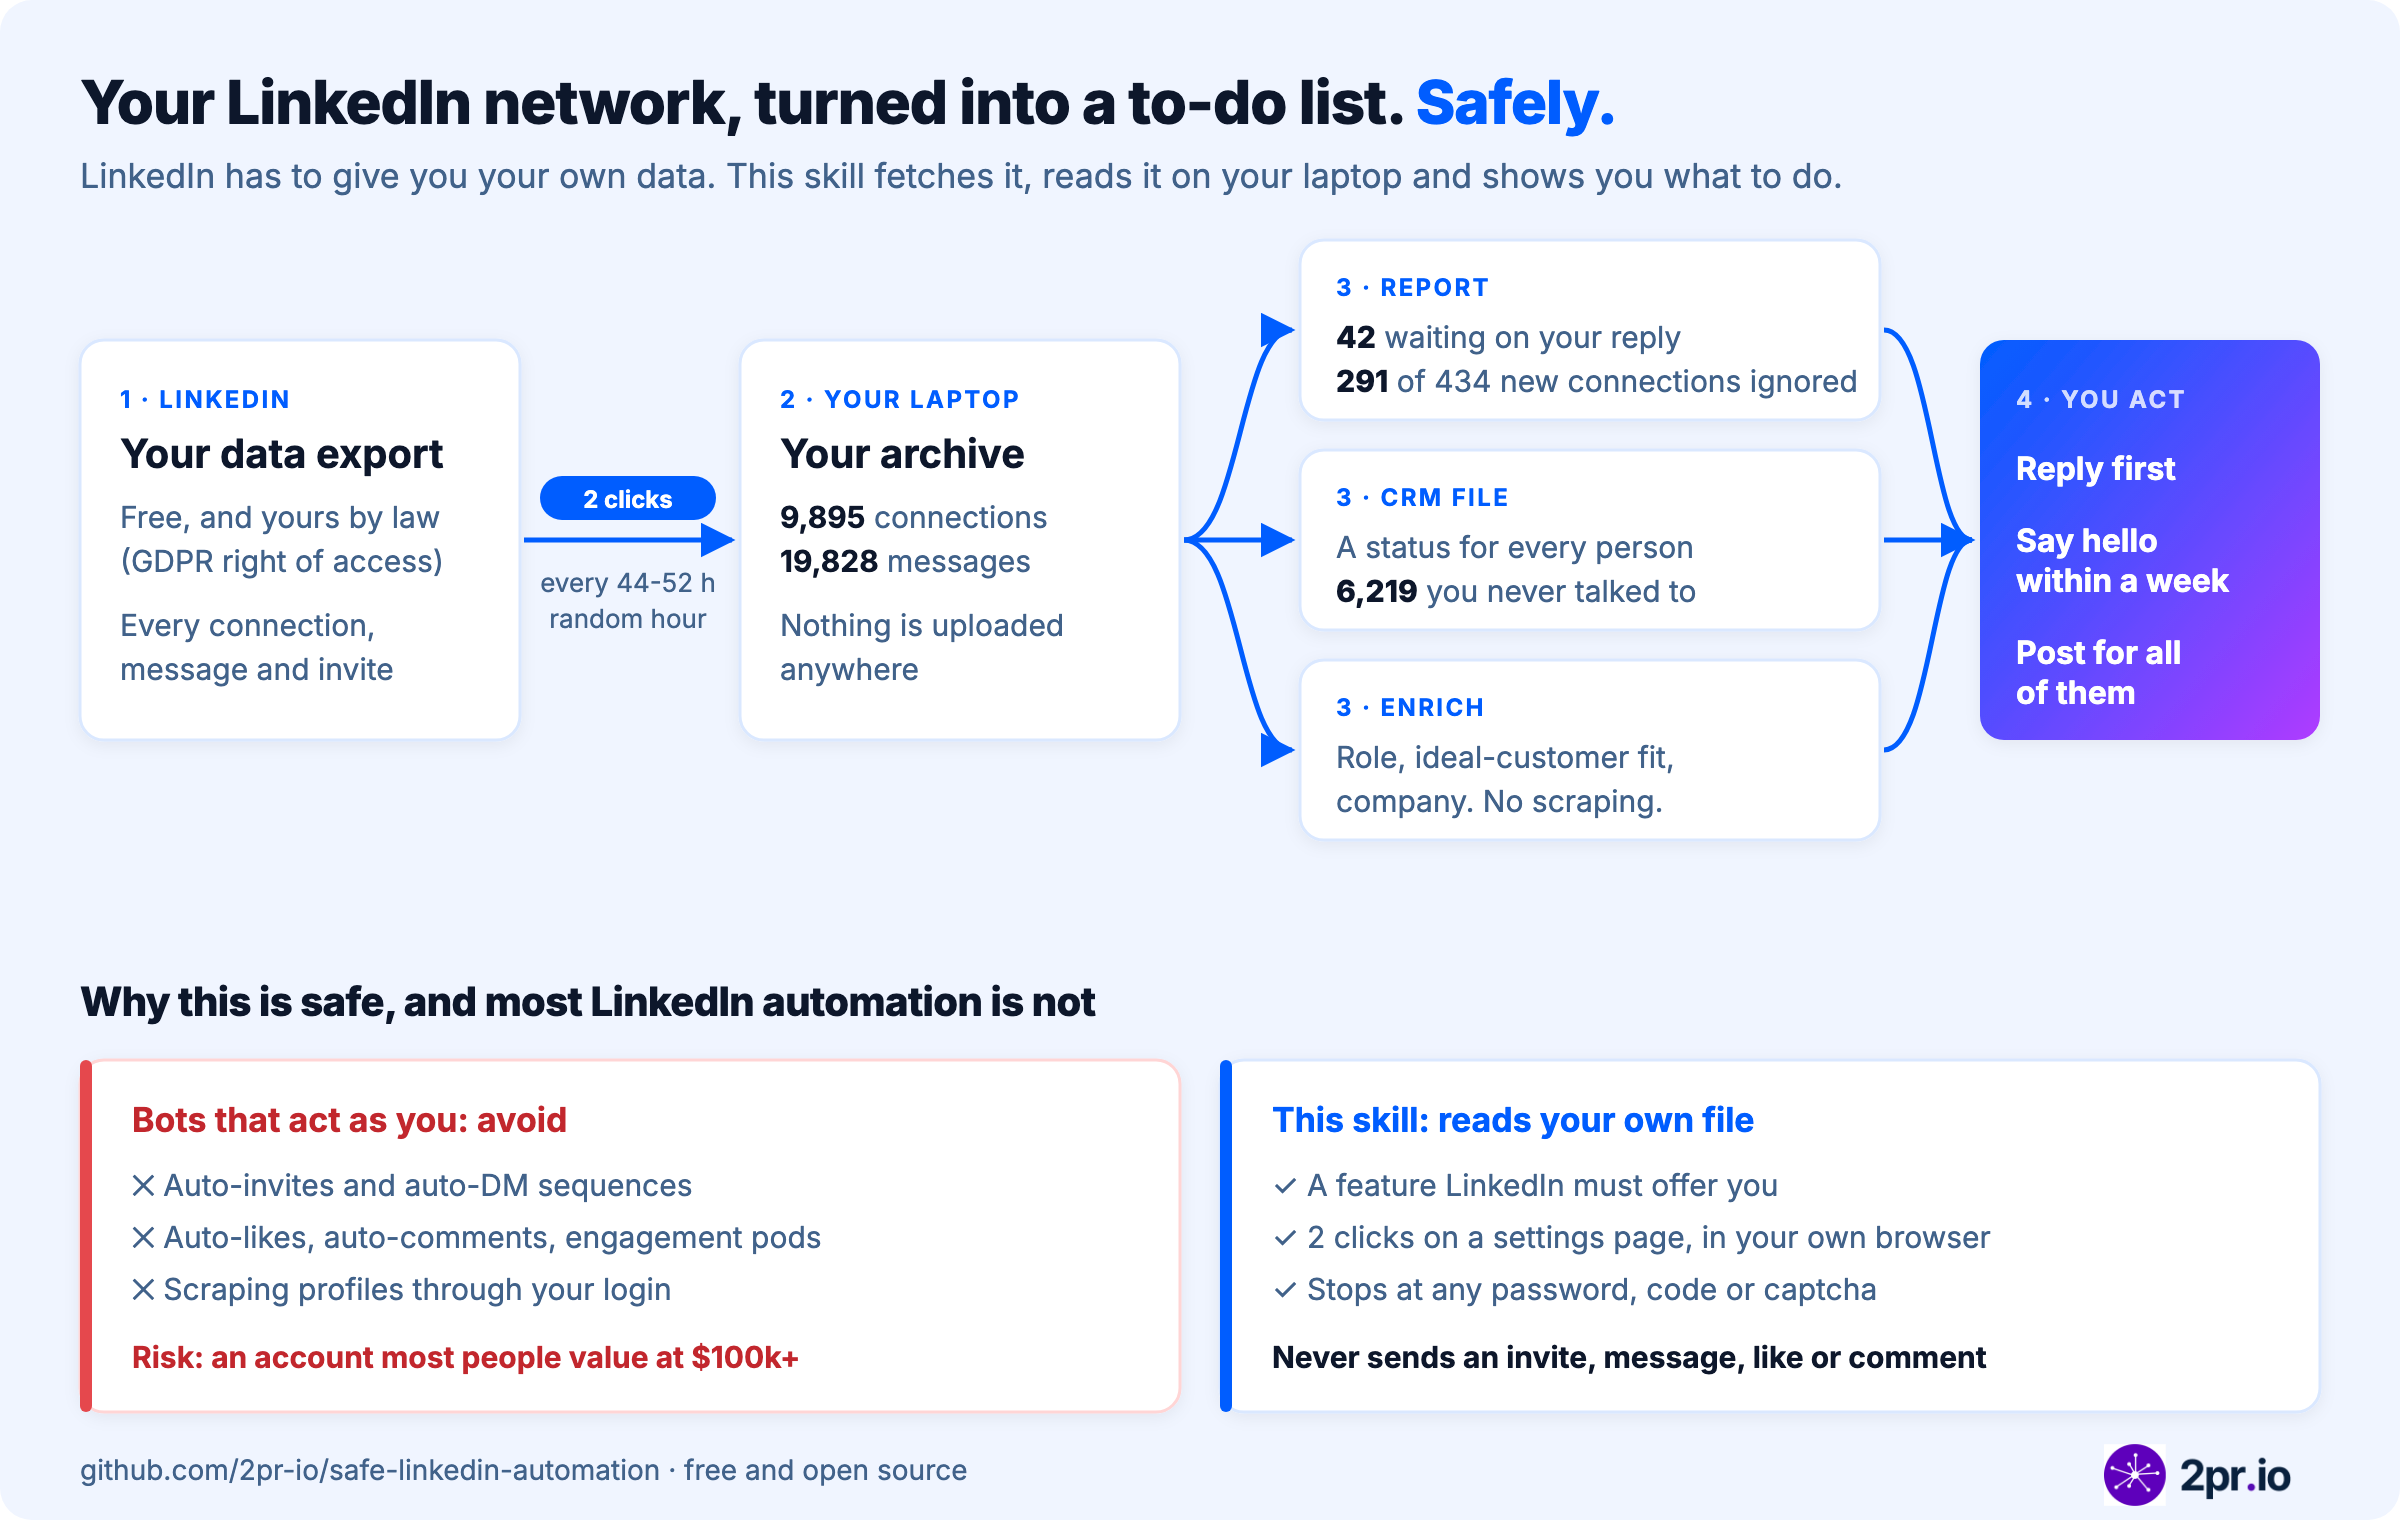 Your LinkedIn network, turned into a to-do list. Safely.
LinkedIn has to give you your own data. This skill fetches it, reads it on your laptop and shows you what to do.
1 · LINKEDIN
Your data export
Free, and yours by law
(GDPR right of access)
Every connection,
message and invite
2 clicks
every 44-52 h
random hour
2 · YOUR LAPTOP
Your archive
9,895 connections
19,828 messages
Nothing is uploaded
anywhere
3 · REPORT
42 waiting on your reply
291 of 434 new connections ignored
3 · CRM FILE
A status for every person
6,219 you never talked to
3 · ENRICH
Role, ideal-customer fit,
company. No scraping.
4 · YOU ACT
Reply first
Say hello
within a week
Post for all
of them
Why this is safe, and most LinkedIn automation is not
Bots that act as you: avoid
✕ Auto-invites and auto-DM sequences
✕ Auto-likes, auto-comments, engagement pods
✕ Scraping profiles through your login
Risk: an account most people value at $100k+
This skill: reads your own file
✓ A feature LinkedIn must offer you
✓ 2 clicks on a settings page, in your own browser
✓ Stops at any password, code or captcha
Never sends an invite, message, like or comment
github.com/2pr-io/safe-linkedin-automation · free and open source
2pr.io